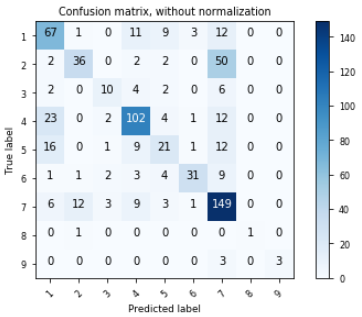 Confusion matrix, without normalization
1 67 1 0 11 9 3 12 0 0
2 2 36 0 2 2 0 50 0 0
3 2 0 10 4 2 0 6 0 0
4 23 0 2 102 4 1 12 0 0
5 16 0 1 9 21 1 12 0 0
6 1 1 2 3 4 31 9 0 0
7 6 12 3 9 3 1 149 0 0
8 0 1 0 0 0 0 0 1 0
9 0 0 0 0 0 0 3 0 3
1 2 3 4 5 6 7 8 9
True label
Predicted label
140
120
100
80
60
40
20
0